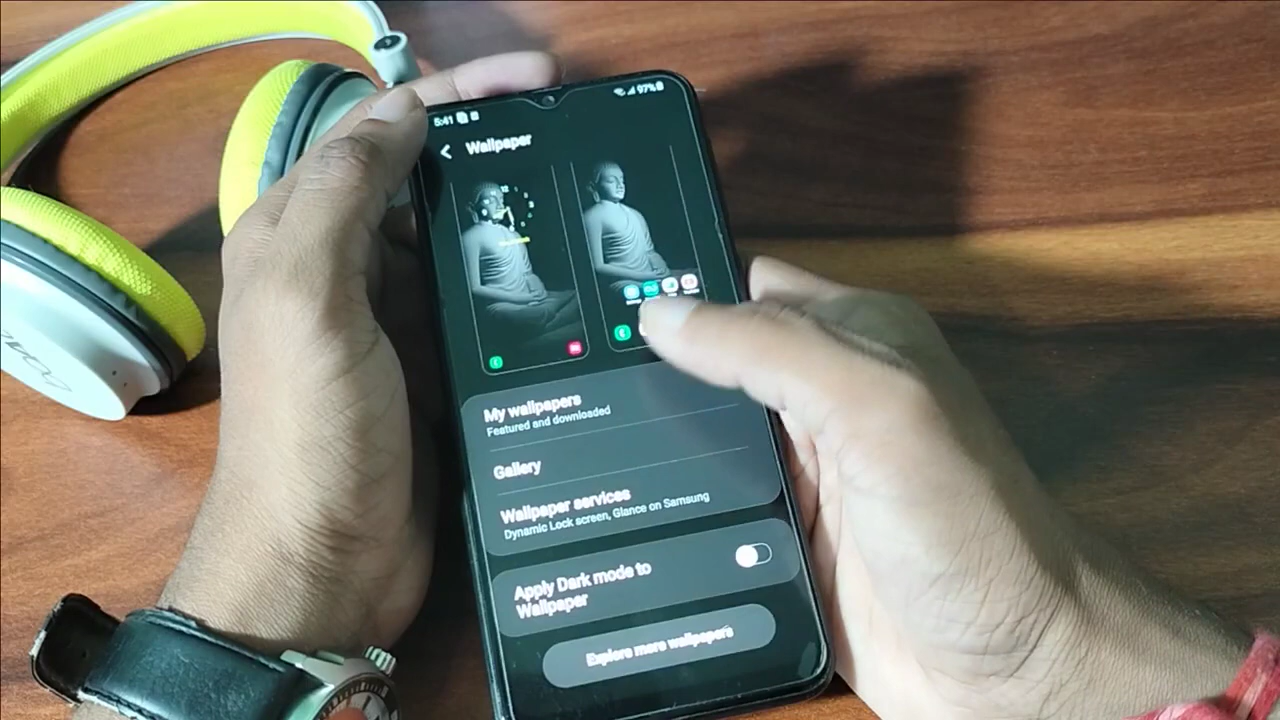 5:41
97%
Wallpaper
My wallpapers
Featured and downloaded
Gallery
Wallpaper services
Dynamic Lock screen, Glance on Samsung
Apply Dark mode to
Wallpaper
Explore more wallpapers